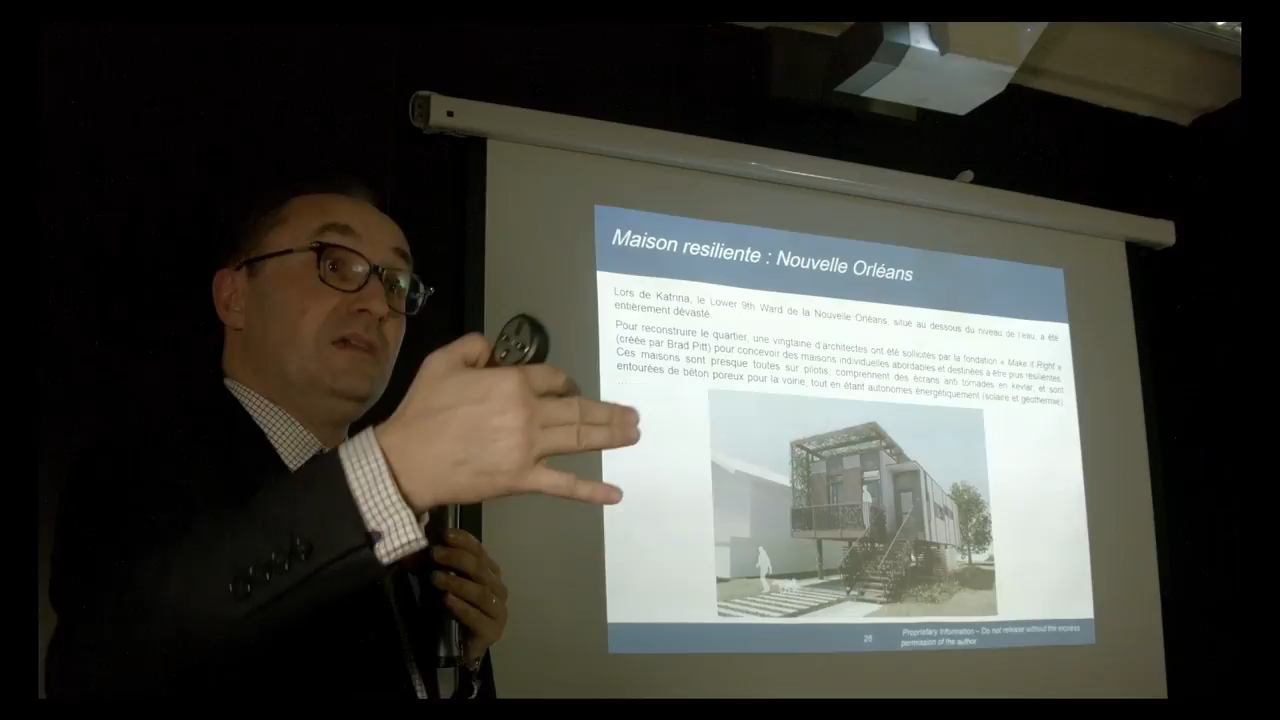 Maison resiliente : Nouvelle Orléans
Lors de Katrina, le Lower 9th Ward de la Nouvelle Orléans, situé au dessous du niveau de l'eau, a été
entièrement dévasté
Pour reconstruire le quartier, une vingtaine d'architectes ont été sollicités par la fondation « Make it Right »
(créée par Brad Pitt) pour concevoir des maisons individuelles abordables et destinées à être plus resilientes.
Ces maisons sont presque toutes sur pilotis, comprennent des écrans anti tornades en kevlar, et sont
entourées de béton poreux pour la voirie, tout en étant autonomes énergétiquement (solaire et géothermie)
.......
26
Proprietary Information – Do not release without the express
permission of the author